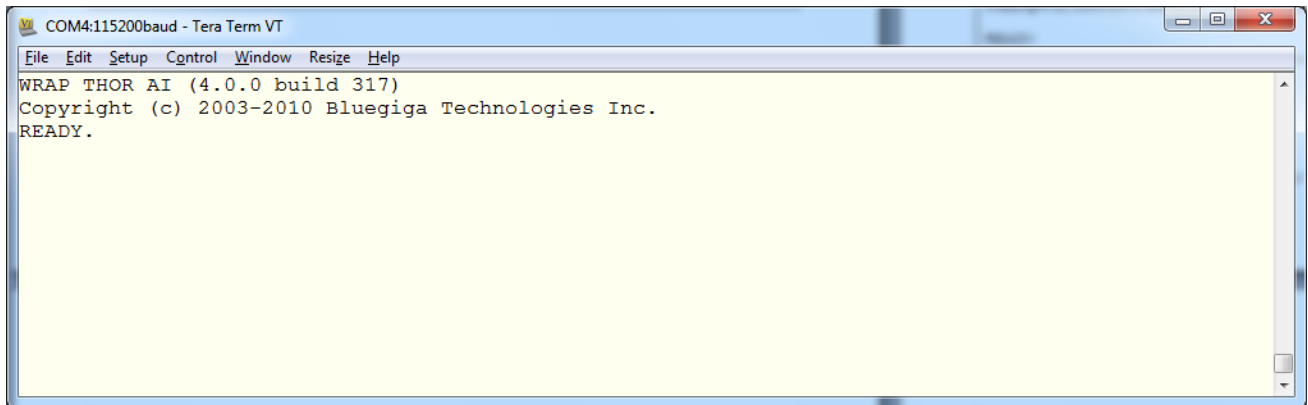 COM4:115200baud - Tera Term VT
File Edit Setup Control Window Resize Help
WRAP THOR AI (4.0.0 build 317)
Copyright (c) 2003-2010 Bluegiga Technologies Inc.
READY.